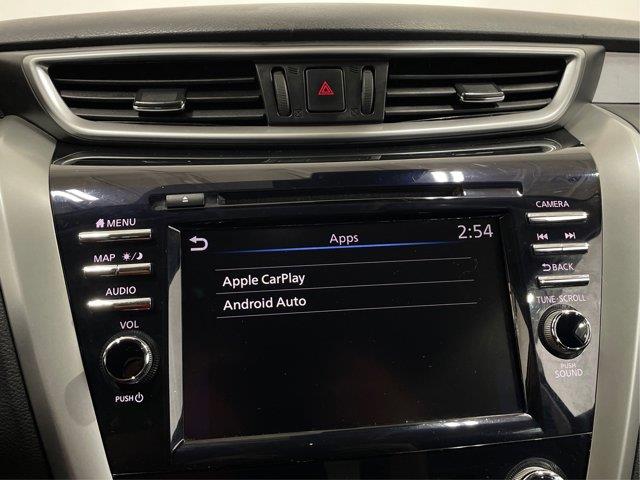 MENU
MAP
AUDIO
VOL
PUSH
Apps
2:54
Apple CarPlay
Android Auto
CAMERA
BACK
TUNE·SCROLL
PUSH
SOUND